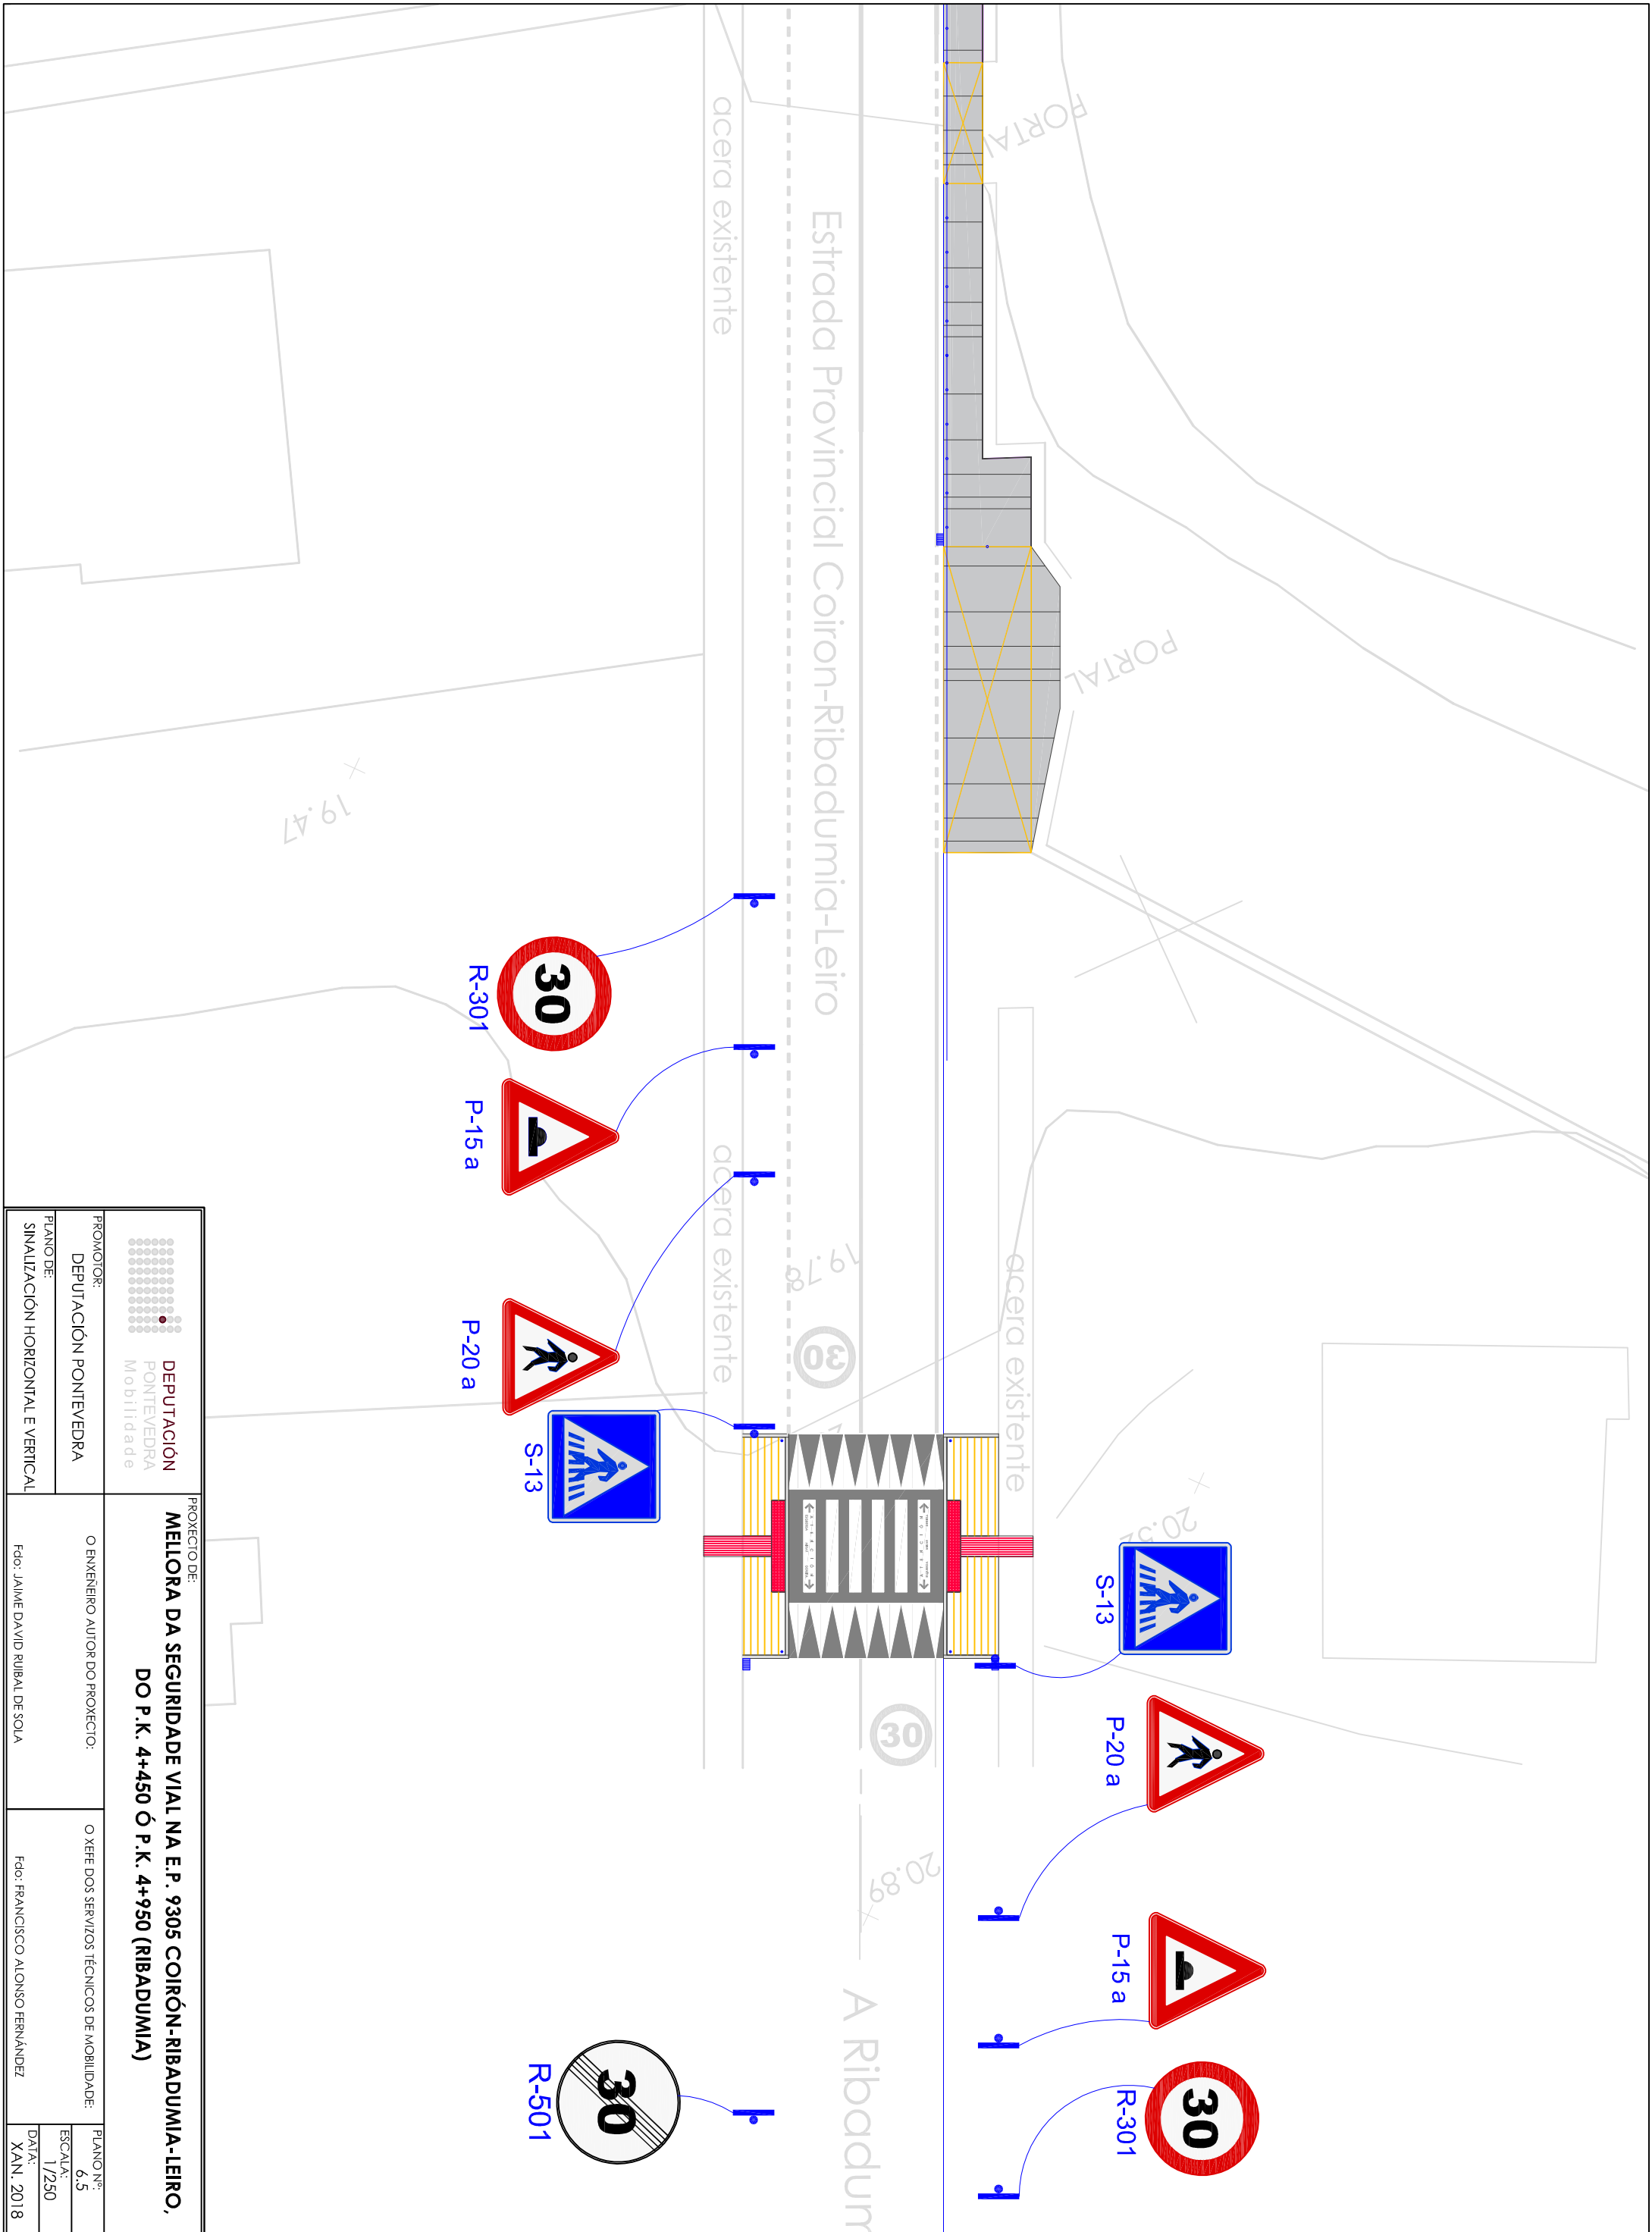 PORTAL
acera existente
Estrada Provincial Coiron-Ribadumia-Leiro
PORTAL
19.47
30
R-301
P-15 a
P-20 a
S-13
acera existente
19.78
30
acera existente
20.52
S-13
30
P-20 a
20.89
P-15 a
A Ribadum
30
R-301
30
R-501
DEPUTACIÓN
PONTEVEDRA
Mobilidade
PROMOTOR:
DEPUTACIÓN PONTEVEDRA
PLANO DE:
SINALIZACIÓN HORIZONTAL E VERTICAL
PROXECTO DE:
MELLORA DA SEGURIDADE VIAL NA E.P. 9305 COIRÓN-RIBADUMIA-LEIRO,
DO P.K. 4+450 Ó P.K. 4+950 (RIBADUMIA)
O ENXEÑEIRO AUTOR DO PROXECTO:
Fdo: JAIME DAVID RUIBAL DE SOLA
O XEFE DOS SERVIZOS TÉCNICOS DE MOBILIDADE:
Fdo: FRANCISCO ALONSO FERNÁNDEZ
PLANO Nº:
6.5
ESCALA:
1/250
DATA:
XAN. 2018